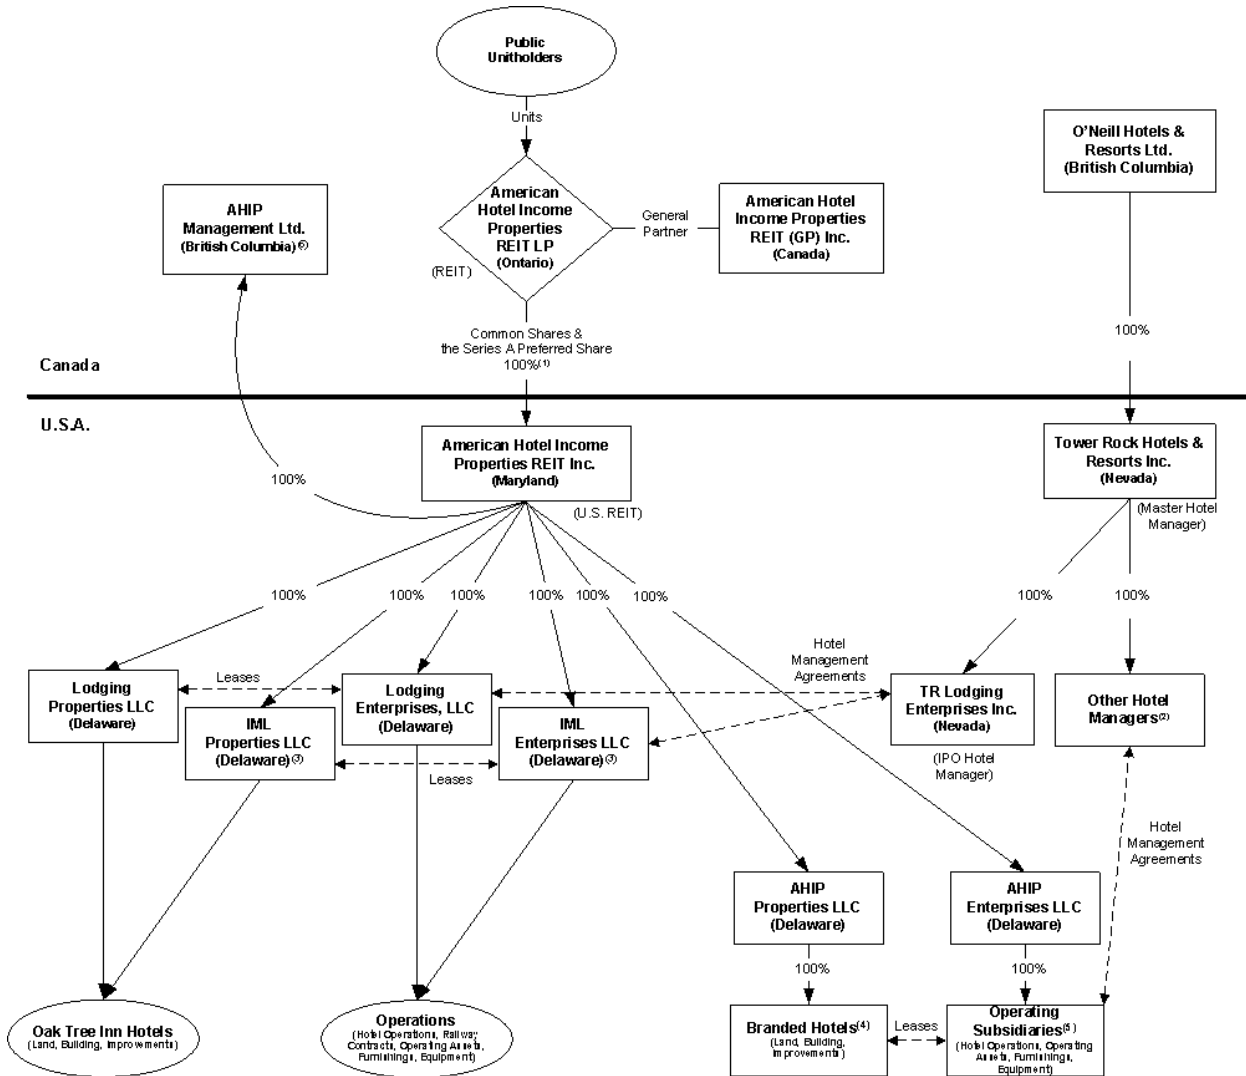 Public
Unitholders
Units
O'Neill Hotels &
Resorts Ltd.
(British Columbia)
AHIP
Management Ltd.
(British Columbia)
American
Hotel Income
Properties
REIT LP
(Ontario)
(REIT)
General
Partner
American Hotel
Income Properties
REIT (GP) Inc.
(Canada)
Common Shares &
the Series A Preferred Share
100%(1)
100%
Canada
U.S.A.
American Hotel Income
Properties REIT Inc.
(Maryland)
(U.S. REIT)
Tower Rock Hotels &
Resorts Inc.
(Nevada)
(Master Hotel
Manager)
100%
100%
100%
100%
100%
100%
100%
100%
100%
Lodging
Properties LLC
(Delaware)
Leases
Lodging
Enterprises, LLC
(Delaware)
Hotel
Management
Agreements
TR Lodging
Enterprises Inc.
(Nevada)
(IPO Hotel
Manager)
Other Hotel
Managers(2)
IML
Properties LLC
(Delaware)(3)
Leases
IML
Enterprises LLC
(Delaware)(3)
Hotel
Management
Agreements
AHIP
Properties LLC
(Delaware)
AHIP
Enterprises LLC
(Delaware)
100%
100%
Oak Tree Inn Hotels
(Land, Building, Improvements)
Operations
(Hotel Operations, Railway
Contracts, Operating Assets,
Furnishings, Equipment)
Branded Hotels(4)
(Land, Building,
Improvements)
Leases
Operating
Subsidiaries(5)
(Hotel Operations, Operating
Assets, Furnishings,
Equipment)